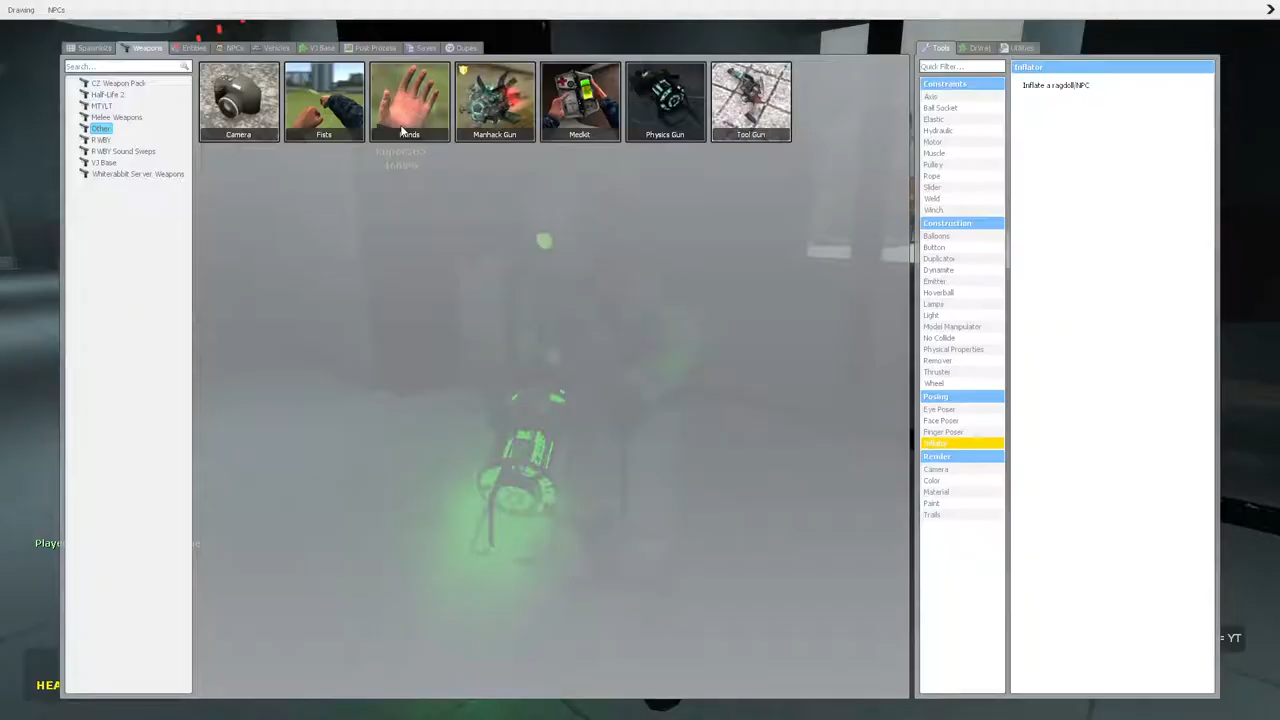 Drawing NPCs
Spawnlists Weapons Entities NPCs Vehicles VJ Base Post Process Saves Dupes
Tools DrVrej Utilities
Search...
CZ Weapon Pack
Half-Life 2
Melee Weapons
Other
RWBY
RWBY Sound Sweps
VJ Base
Whiterabbit Server Weapons
Camera Fists Hands Manhack Gun Medkit Physics Gun Tool Gun
Quick Filter...
Constraints
Axis
Ball Socket
Elastic
Hydraulic
Motor
Muscle
Pulley
Rope
Slider
Weld
Winch
Construction
Balloons
Button
Duplicator
Dynamite
Emitter
Hoverball
Lamps
Light
Model Manipulator
No Collide
Physical Properties
Remover
Thruster
Wheel
Posing
Eye Poser
Face Poser
Finger Poser
Inflator
Render
Camera
Color
Material
Paint
Trails
Inflator
Inflate a ragdoll/NPC
Play
HEA
= YT